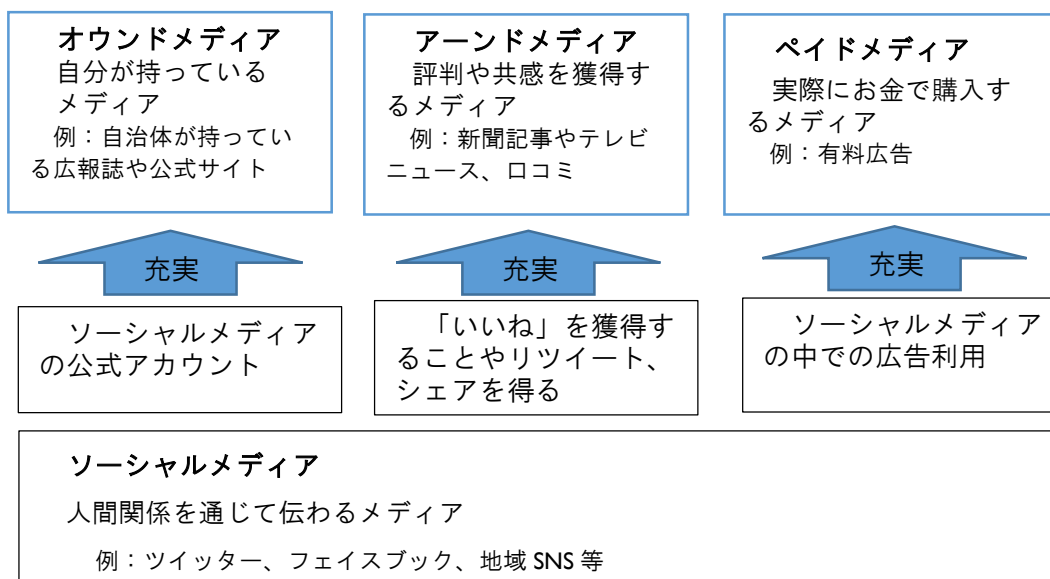 オウンドメディア
自分が持っている
メディア
例：自治体が持ってい
る広報誌や公式サイト
アーンドメディア
評判や共感を獲得す
るメディア
例：新聞記事やテレビ
ニュース、口コミ
ペイドメディア
実際にお金で購入す
るメディア
例：有料広告
充実
充実
充実
ソーシャルメディア
の公式アカウント
「いいね」を獲得す
ることやリツイート、
シェアを得る
ソーシャルメディア
の中での広告利用
ソーシャルメディア
人間関係を通じて伝わるメディア
例：ツイッター、フェイスブック、地域 SNS 等